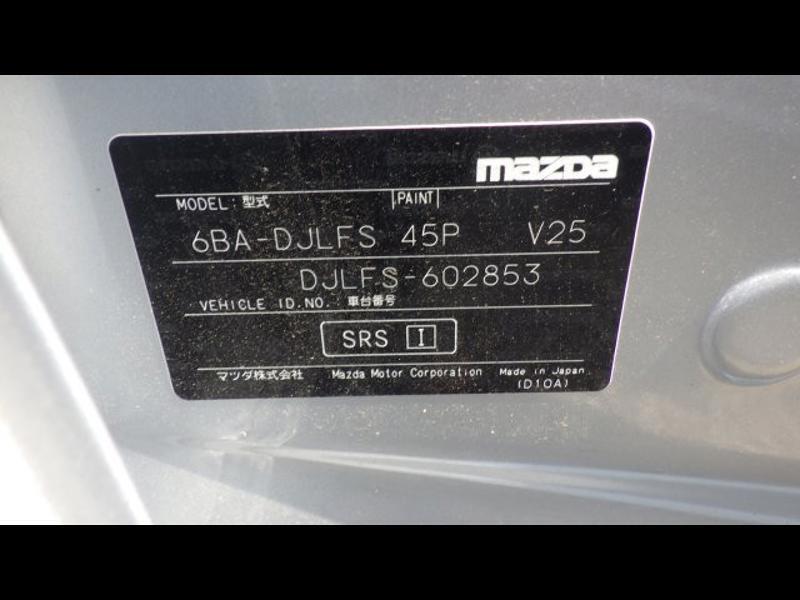 mazda
MODEL : 型式 PAINT
6BA-DJLFS 45P V25
DJLFS-602853
VEHICLE ID.NO. 車台番号
SRS I
マツダ株式会社 Mazda Motor Corporation Made in Japan
(D10A)